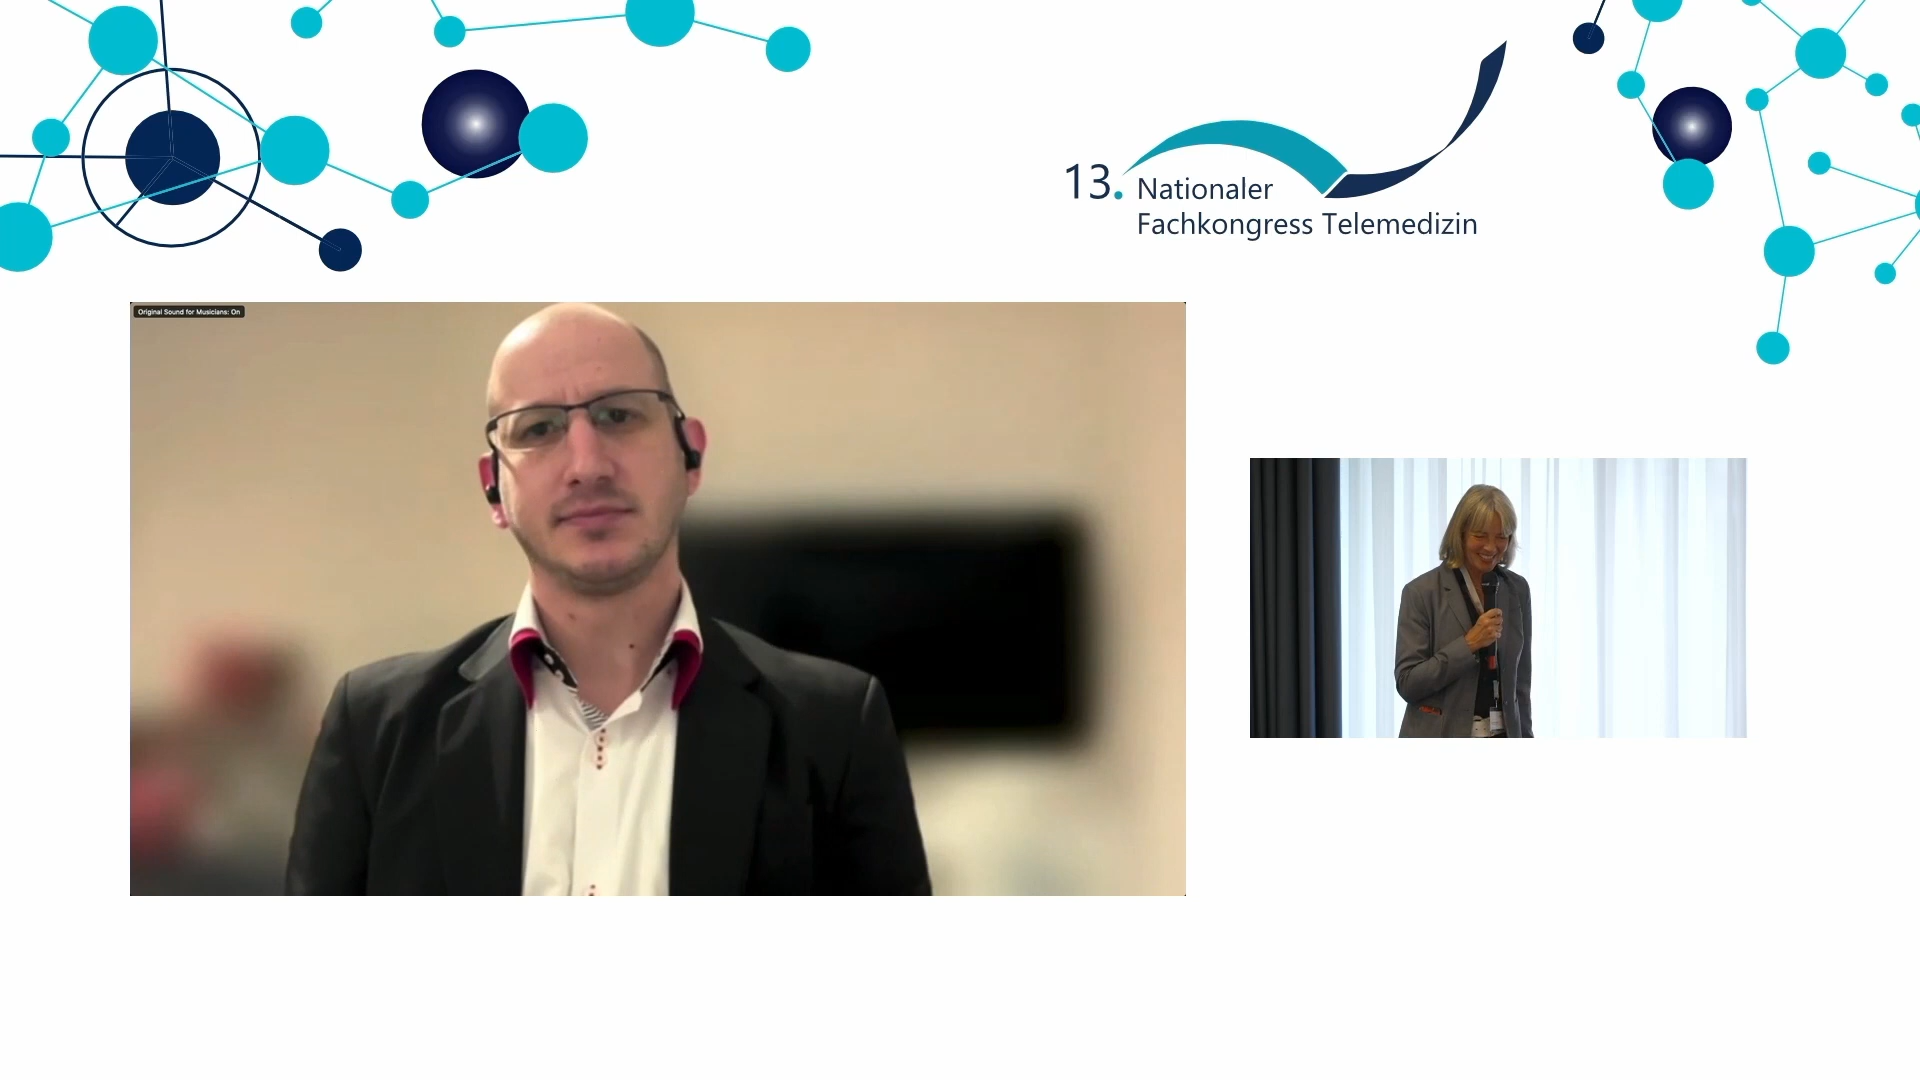 13. Nationaler
Fachkongress Telemedizin
Original Sound for Musicians: On